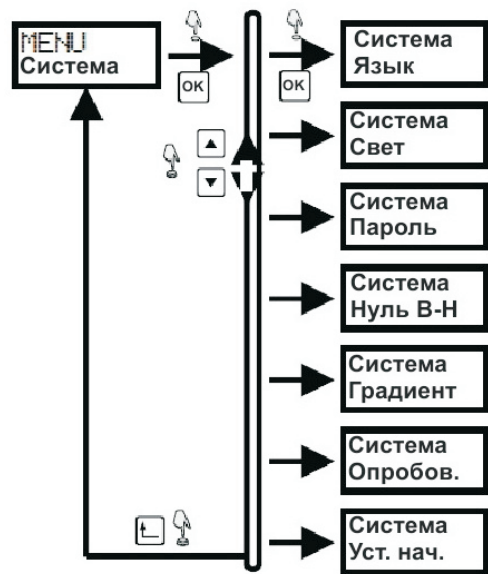 MENU
Система
OK
OK
Система
Язык
Система
Свет
Система
Пароль
Система
Нуль В-Н
Система
Градиент
Система
Опробов.
Система
Уст. нач.